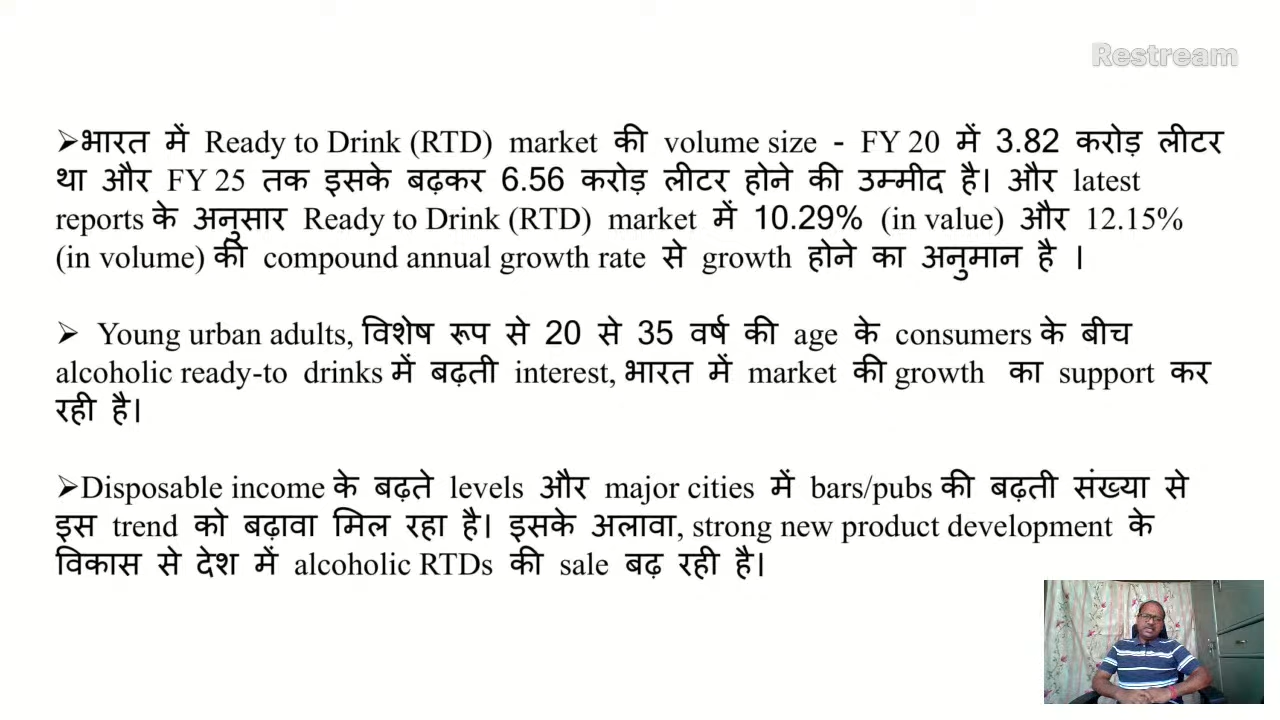 Restream
➢भारत में Ready to Drink (RTD) market की volume size - FY 20 में 3.82 करोड़ लीटर
था और FY 25 तक इसके बढ़कर 6.56 करोड़ लीटर होने की उम्मीद है। और latest
reports के अनुसार Ready to Drink (RTD) market में 10.29% (in value) और 12.15%
(in volume) की compound annual growth rate से growth होने का अनुमान है ।
➢ Young urban adults, विशेष रूप से 20 से 35 वर्ष की age के consumers के बीच
alcoholic ready-to drinks में बढ़ती interest, भारत में market की growth का support कर
रही है।
➢Disposable income के बढ़ते levels और major cities में bars/pubs की बढ़ती संख्या से
इस trend को बढ़ावा मिल रहा है। इसके अलावा, strong new product development के
विकास से देश में alcoholic RTDs की sale बढ़ रही है।